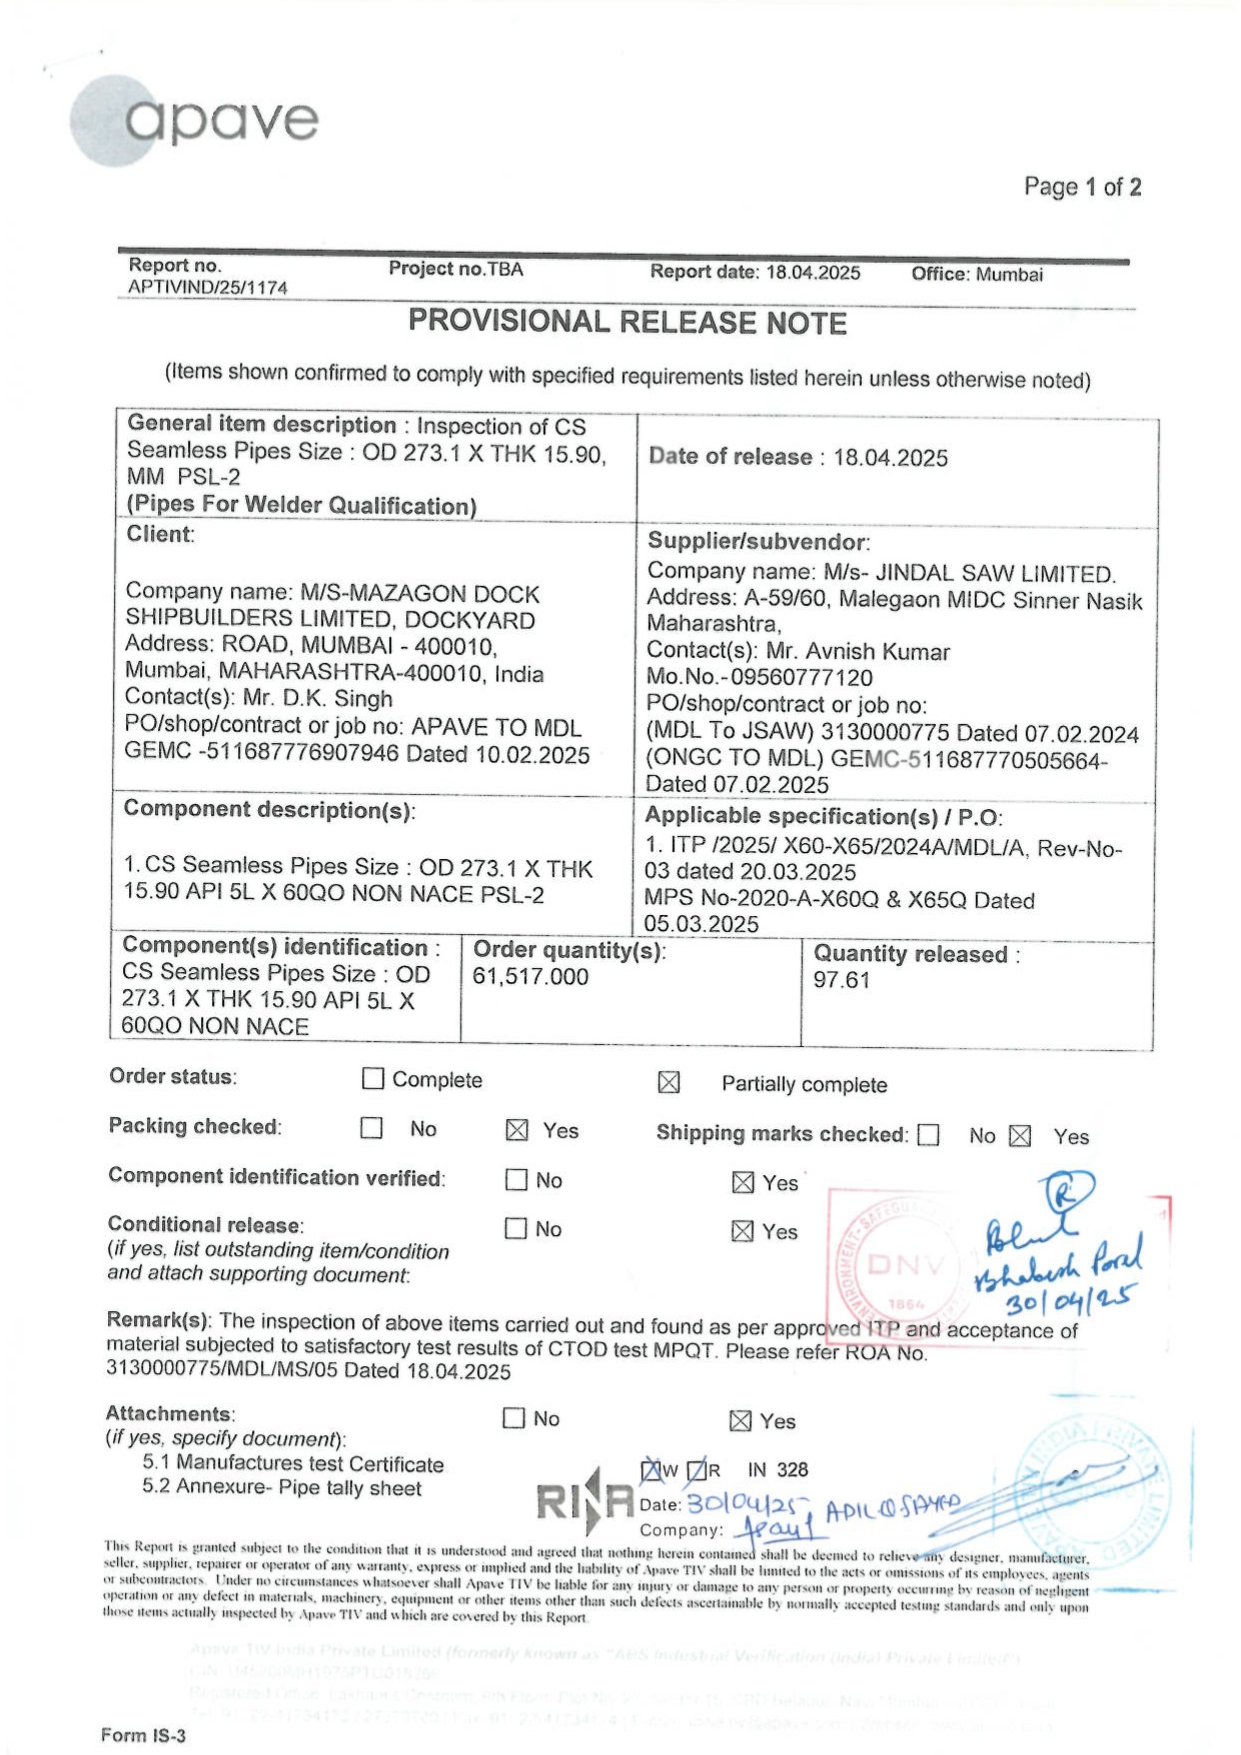 apave
Page 1 of 2
Report no. Project no.TBA Report date: 18.04.2025 Office: Mumbai
APTIVIND/25/1174
PROVISIONAL RELEASE NOTE
(Items shown confirmed to comply with specified requirements listed herein unless otherwise noted)
General item description : Inspection of CS
Seamless Pipes Size : OD 273.1 X THK 15.90,
MM PSL-2
(Pipes For Welder Qualification)
Date of release : 18.04.2025
Client:
Company name: M/S-MAZAGON DOCK
SHIPBUILDERS LIMITED, DOCKYARD
Address: ROAD, MUMBAI - 400010,
Mumbai, MAHARASHTRA-400010, India
Contact(s): Mr. D.K. Singh
PO/shop/contract or job no: APAVE TO MDL
GEMC -511687776907946 Dated 10.02.2025
Supplier/subvendor:
Company name: M/s- JINDAL SAW LIMITED.
Address: A-59/60, Malegaon MIDC Sinner Nasik
Maharashtra,
Contact(s): Mr. Avnish Kumar
Mo.No.-09560777120
PO/shop/contract or job no:
(MDL To JSAW) 3130000775 Dated 07.02.2024
(ONGC TO MDL) GEMC-511687770505664-
Dated 07.02.2025
Component description(s):
1. CS Seamless Pipes Size : OD 273.1 X THK
15.90 API 5L X 60QO NON NACE PSL-2
Applicable specification(s) / P.O:
1. ITP /2025/ X60-X65/2024A/MDL/A, Rev-No-
03 dated 20.03.2025
MPS No-2020-A-X60Q & X65Q Dated
05.03.2025
Component(s) identification :
CS Seamless Pipes Size : OD
273.1 X THK 15.90 API 5L X
60QO NON NACE
Order quantity(s):
61,517.000
Quantity released :
97.61
Order status: Complete Partially complete
Packing checked: No Yes Shipping marks checked: No Yes
Component identification verified: No Yes
Conditional release: No Yes
(if yes, list outstanding item/condition
and attach supporting document:
R
DNV
1864
Bhabesh Porel
30/04/25
Remark(s): The inspection of above items carried out and found as per approved ITP and acceptance of
material subjected to satisfactory test results of CTOD test MPQT. Please refer ROA No.
3130000775/MDL/MS/05 Dated 18.04.2025
Attachments: No Yes
(if yes, specify document):
5.1 Manufactures test Certificate
5.2 Annexure- Pipe tally sheet
RINA
W R IN 328
Date: 30/04/25, ADIL
Company:
This Report is granted subject to the condition that it is understood and agreed that nothing herein contained shall be deemed to relieve any designer, manufacturer,
seller, supplier, repairer or operator of any warranty, express or implied and the liability of Apave TIV shall be limited to the acts or omissions of its employees, agents
or subcontractors. Under no circumstances whatsoever shall Apave TIV be liable for any injury or damage to any person or property occurring by reason of negligent
operation or any defect in materials, machinery, equipment or other items other than such defects ascertainable by normally accepted testing standards and only upon
those items actually inspected by Apave TIV and which are covered by this Report
Apave TIV India Private Limited (formerly known as "ABS Industrial Verification (India) Private Limited")
Form IS-3